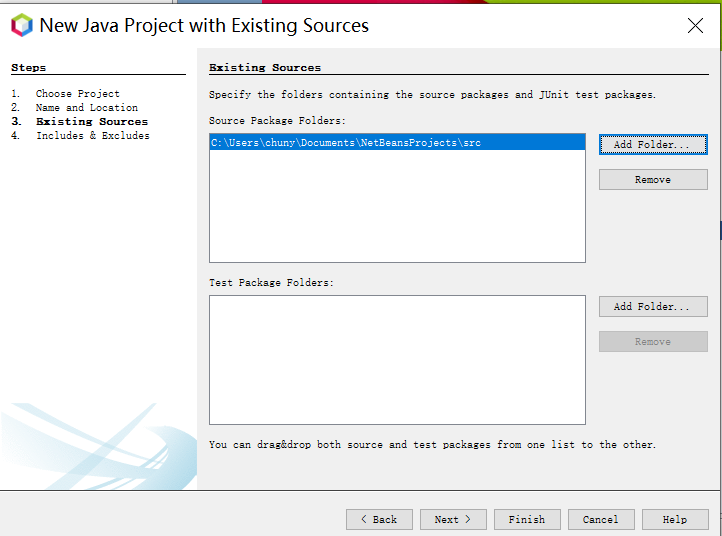 New Java Project with Existing Sources
Steps
1. Choose Project
2. Name and Location
3. Existing Sources
4. Includes & Excludes
Existing Sources
Specify the folders containing the source packages and JUnit test packages.
Source Package Folders:
C:\Users\chuny\Documents\NetBeansProjects\src
Add Folder...
Remove
Test Package Folders:
Add Folder...
Remove
You can drag&drop both source and test packages from one list to the other.
< Back
Next >
Finish
Cancel
Help